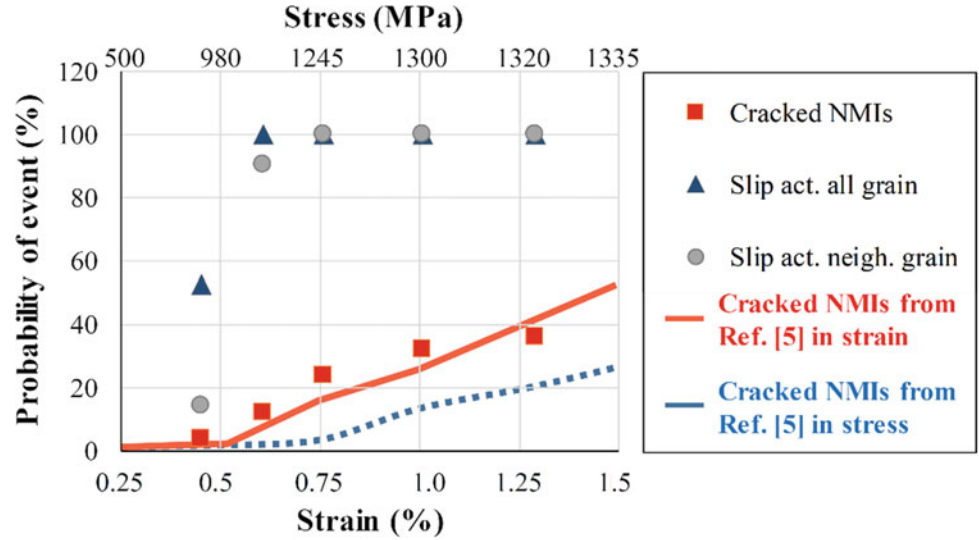 Stress (MPa)
500 980 1245 1300 1320 1335
Probability of event (%)
120
100
80
60
40
20
0
0.25 0.5 0.75 1.0 1.25 1.5
Strain (%)
Cracked NMIs
Slip act. all grain
Slip act. neigh. grain
Cracked NMIs from
Ref. [5] in strain
Cracked NMIs from
Ref. [5] in stress